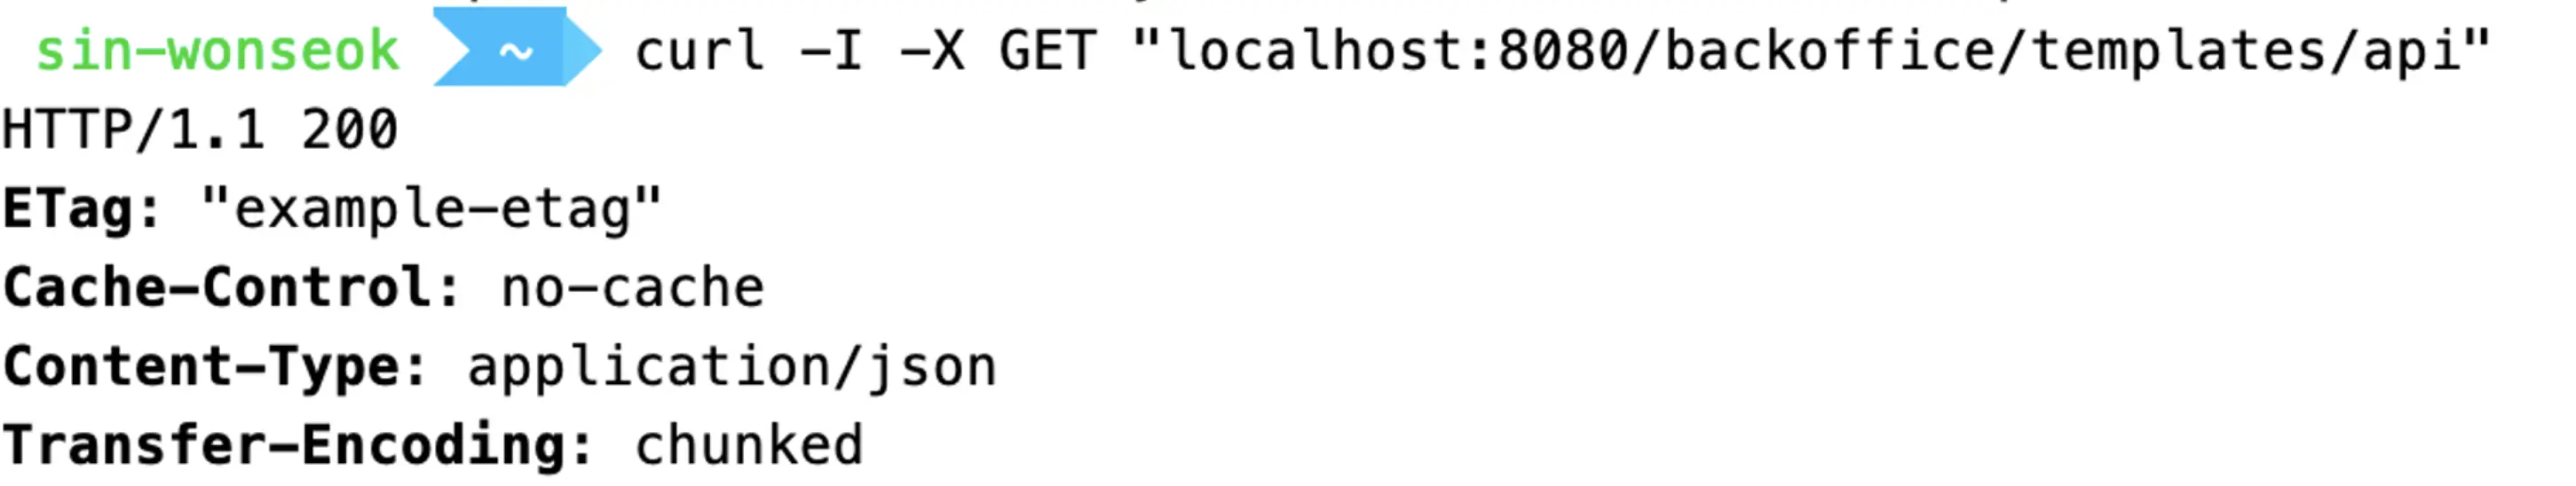 sin-wonseok ~ curl -I -X GET "localhost:8080/backoffice/templates/api"
HTTP/1.1 200
ETag: "example-etag"
Cache-Control: no-cache
Content-Type: application/json
Transfer-Encoding: chunked